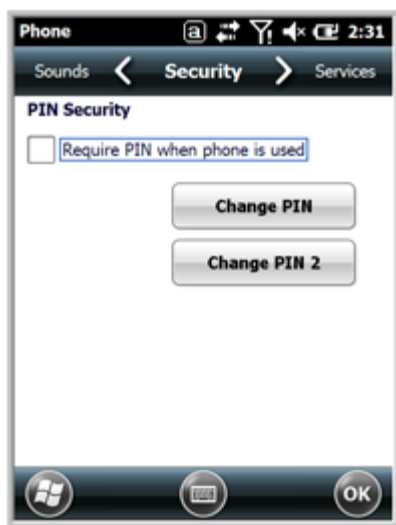 Phone a 2:31
Sounds Security Services
PIN Security
Require PIN when phone is used
Change PIN
Change PIN 2
OK